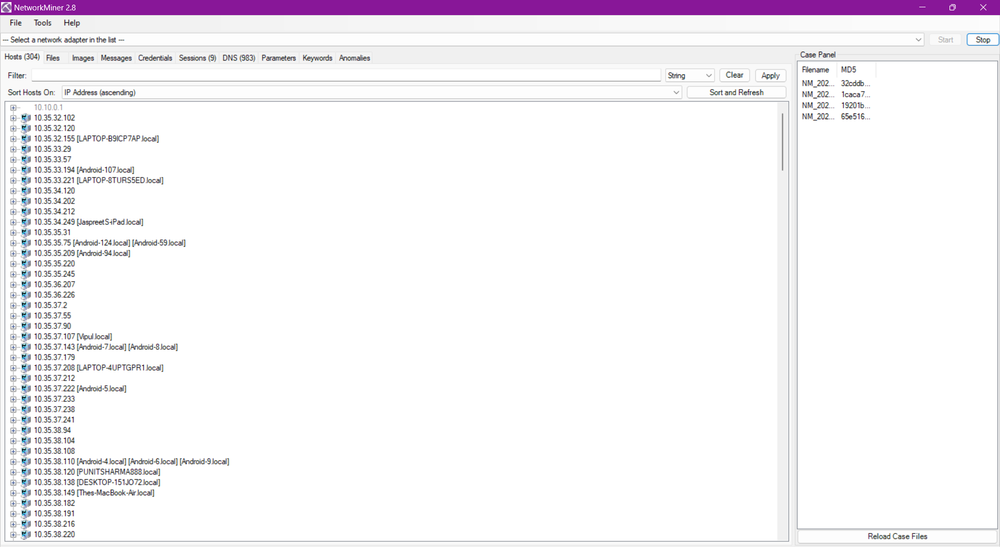 NetworkMiner 2.8
File Tools Help
--- Select a network adapter in the list ---
Start Stop
Hosts (304) Files Images Messages Credentials Sessions (9) DNS (983) Parameters Keywords Anomalies
Filter: String Clear Apply
Sort Hosts On: IP Address (ascending) Sort and Refresh
10.10.0.1
10.35.32.102
10.35.32.120
10.35.32.155 [LAPTOP-B9ICP7AP.local]
10.35.33.29
10.35.33.57
10.35.33.194 [Android-107.local]
10.35.33.221 [LAPTOP-8TURS5ED.local]
10.35.34.120
10.35.34.202
10.35.34.212
10.35.34.249 [JaspreetS-iPad.local]
10.35.35.31
10.35.35.75 [Android-124.local] [Android-59.local]
10.35.35.209 [Android-94.local]
10.35.35.220
10.35.35.245
10.35.36.207
10.35.36.226
10.35.37.2
10.35.37.55
10.35.37.90
10.35.37.107 [Vipul.local]
10.35.37.143 [Android-7.local] [Android-8.local]
10.35.37.179
10.35.37.208 [LAPTOP-4UPTGPR1.local]
10.35.37.212
10.35.37.222 [Android-5.local]
10.35.37.233
10.35.37.238
10.35.37.241
10.35.38.94
10.35.38.104
10.35.38.108
10.35.38.110 [Android-4.local] [Android-6.local] [Android-9.local]
10.35.38.120 [PUNITSHARMA888.local]
10.35.38.138 [DESKTOP-151JO72.local]
10.35.38.149 [Thes-MacBook-Air.local]
10.35.38.182
10.35.38.191
10.35.38.216
10.35.38.220
Case Panel
Filename MD5
NM_202... 32cddb...
NM_202... 1caca7...
NM_202... 19201b...
NM_202... 65e516...
Reload Case Files